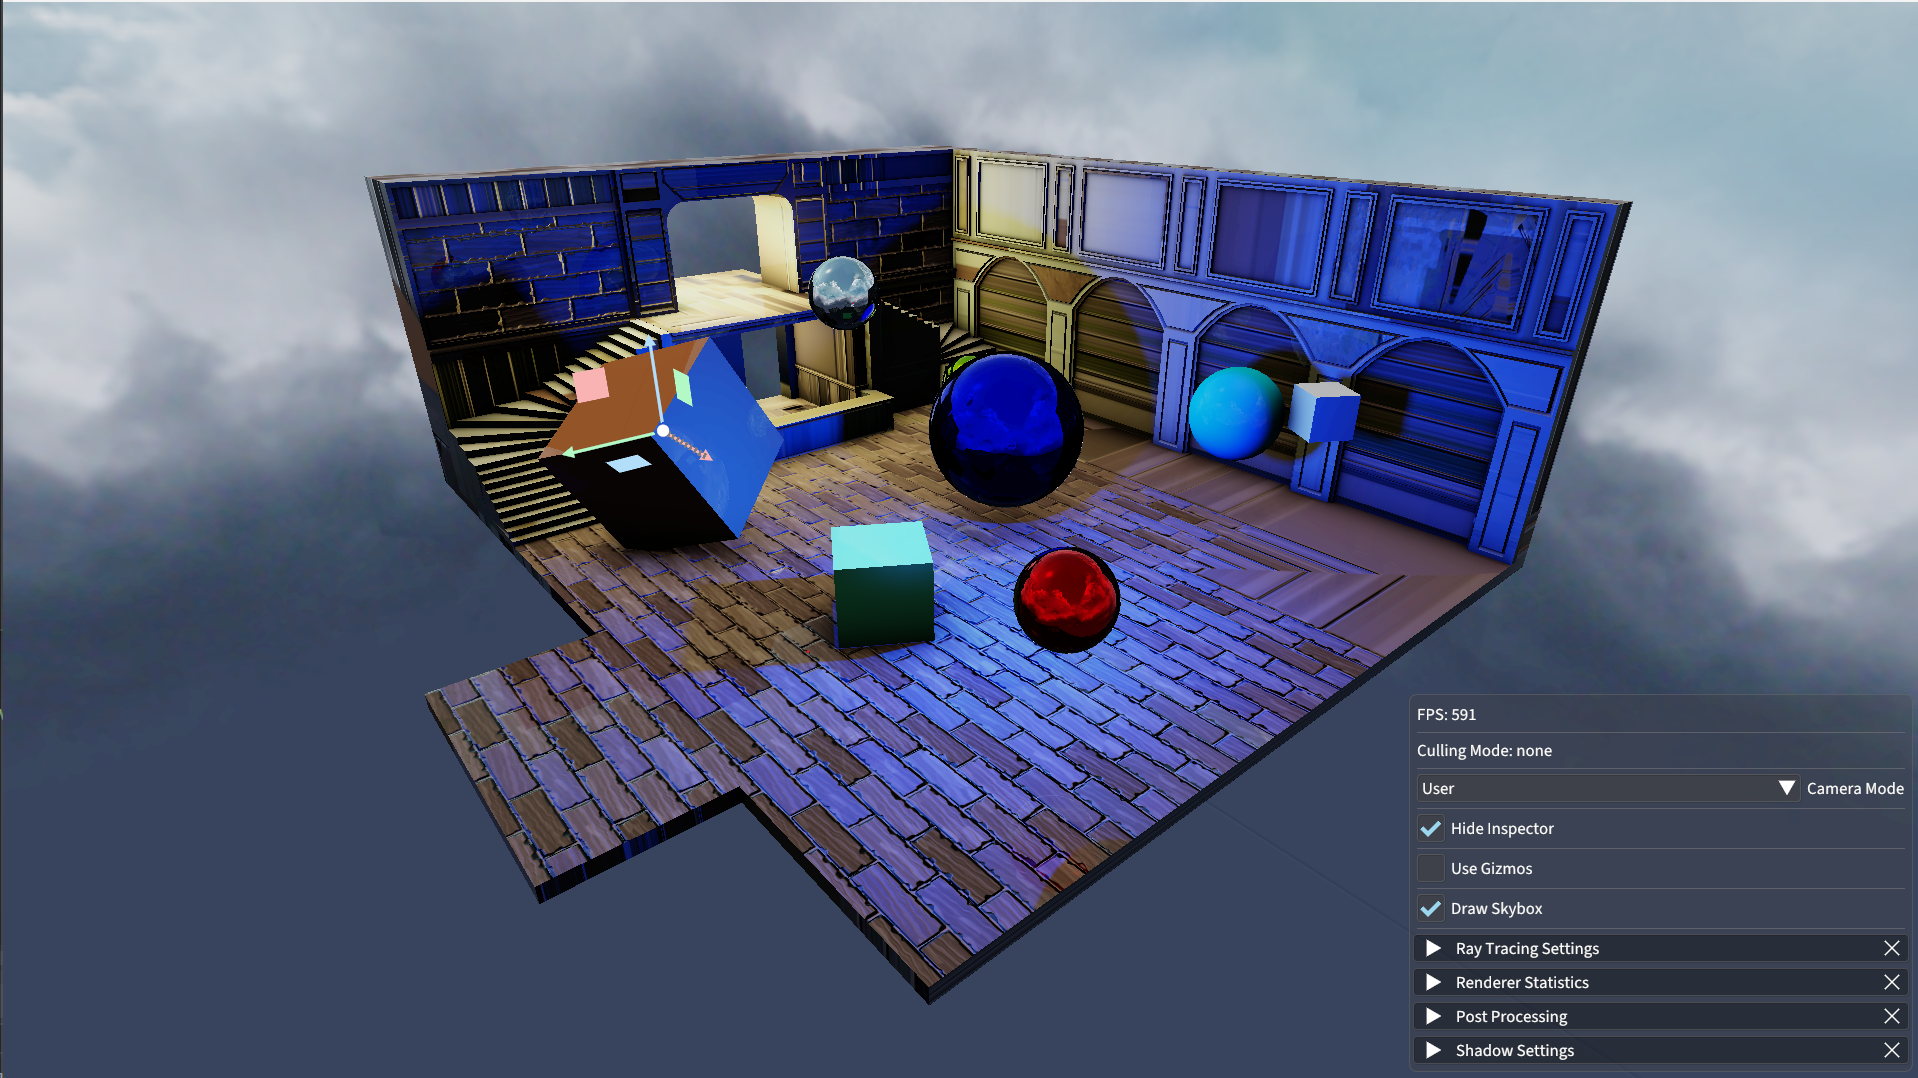 FPS: 591
Culling Mode: none
User Camera Mode
Hide Inspector
Use Gizmos
Draw Skybox
Ray Tracing Settings
Renderer Statistics
Post Processing
Shadow Settings